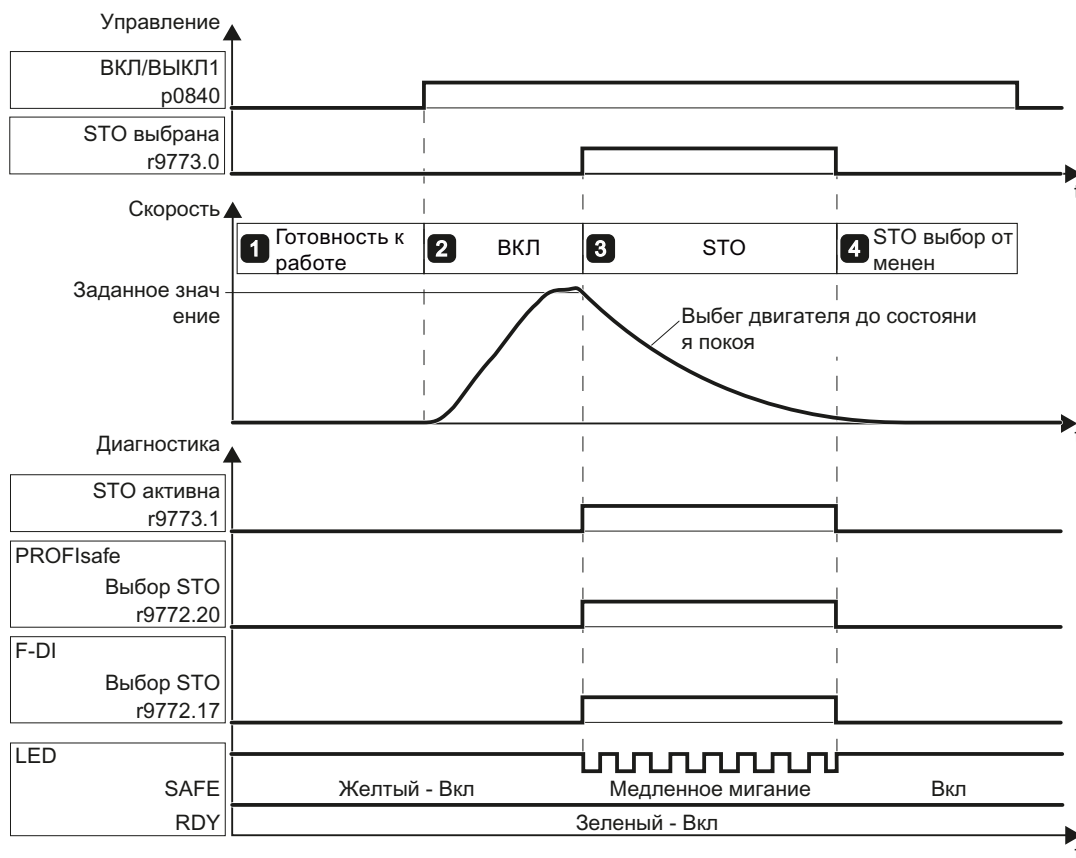 Управление
ВКЛ/ВЫКЛ1
p0840
STO выбрана
r9773.0
t
Скорость
1 Готовность к
работе
2 ВКЛ
3 STO
4 STO выбор от
менен
Заданное знач
ение
Выбег двигателя до состояни
я покоя
t
Диагностика
STO активна
r9773.1
PROFIsafe
Выбор STO
r9772.20
F-DI
Выбор STO
r9772.17
LED
SAFE
Желтый - Вкл
Медленное мигание
Вкл
RDY
Зеленый - Вкл